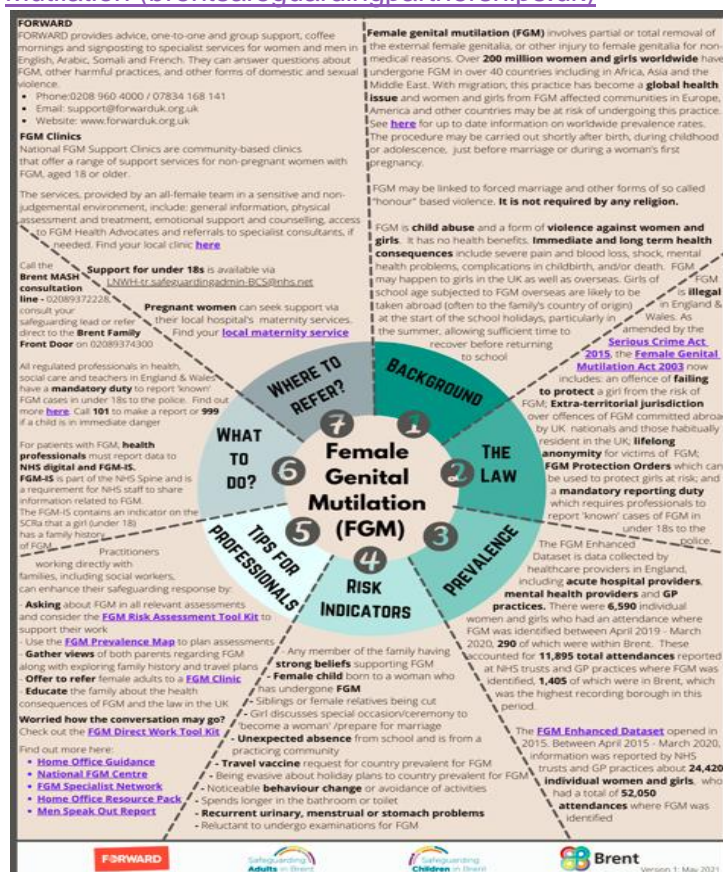 Mutilation (brentsafeguardingpartnerships.uk)
FORWARD
FORWARD provides advice, one-to-one and group support, coffee
mornings and signposting to specialist services for women and men in
English, Arabic, Somali and French. They can answer questions about
FGM, other harmful practices, and other forms of domestic and sexual
violence.
• Phone:0208 960 4000 / 07834 168 141
• Email: support@forwarduk.org.uk
• Website: www.forwarduk.org.uk
FGM Clinics
National FGM Support Clinics are community-based clinics
that offer a range of support services for non-pregnant women with
FGM, aged 18 or older.
The services, provided by an all-female team in a sensitive and non-
judgemental environment, include: general information, physical
assessment and treatment, emotional support and counselling, access
to FGM Health Advocates and referrals to specialist consultants, if
needed. Find your local clinic here
Support for under 18s is available via
LNWH-tr.safeguardingadmin-BCS@nhs.net
Pregnant women can seek support via
their local hospital's maternity services.
Find your local maternity service
Female genital mutilation (FGM) involves partial or total removal of
the external female genitalia, or other injury to female genitalia for non-
medical reasons. Over 200 million women and girls worldwide have
undergone FGM in over 40 countries including in Africa, Asia and the
Middle East. With migration, this practice has become a global health
issue and women and girls from FGM affected communities in Europe,
America and other countries may be at risk of undergoing this practice.
See here for up to date information on worldwide prevalence rates.
The procedure may be carried out shortly after birth, during childhood
or adolescence, just before marriage or during a woman's first
pregnancy.
FGM may be linked to forced marriage and other forms of so called
"honour" based violence. It is not required by any religion.
FGM is child abuse and a form of violence against women and
girls. It has no health benefits. Immediate and long term health
consequences include severe pain and blood loss, shock, mental
health problems, complications in childbirth, and/or death. FGM
may happen to girls in the UK as well as overseas. Girls of
school age subjected to FGM overseas are likely to be
taken abroad (often to the family's country of origin)
at the start of the school holidays, particularly in
the summer, allowing sufficient time to
recover before returning
to school
FGM
is illegal
in England &
Wales. As
amended by the
Serious Crime Act
2015, the Female Genital
Mutilation Act 2003 now
includes: an offence of failing
to protect a girl from the risk of
FGM; Extra-territorial jurisdiction
over offences of FGM committed abroad
by UK nationals and those habitually
resident in the UK; lifelong
anonymity for victims of FGM;
FGM Protection Orders which can
be used to protect girls at risk; and
a mandatory reporting duty
which requires professionals to
report 'known' cases of FGM in
under 18s to the
police.
Call the
Brent MASH
consultation
line - 02089372228,
consult your
safeguarding lead or refer
direct to the Brent Family
Front Door on 02089374300
All regulated professionals in health,
social care and teachers in England & Wales
have a mandatory duty to report 'known'
FGM cases in under 18s to the police. Find out
more here. Call 101 to make a report or 999
if a child is in immediate danger
For patients with FGM, health
professionals must report data to
NHS digital and FGM-IS.
FGM-IS is part of the NHS Spine and is
a requirement for NHS staff to share
information related to FGM.
The FGM-IS contains an indicator on the
SCRa that a girl (under 18)
has a family history
of FGM
WHERE TO
REFER?
7
BACKGROUND
1
WHAT
TO
DO?
6
Female
Genital
Mutilation
(FGM)
2
THE
LAW
5
TIPS FOR
PROFESSIONALS
4
RISK
INDICATORS
3
PREVALENCE
Practitioners
working directly with
families, including social workers,
can enhance their safeguarding response by:
- Asking about FGM in all relevant assessments
and consider the FGM Risk Assessment Tool Kit to
support their work
- Use the FGM Prevalence Map to plan assessments
- Gather views of both parents regarding FGM
along with exploring family history and travel plans
- Offer to refer female adults to a FGM Clinic
- Educate the family about the health
consequences of FGM and the law in the UK
Worried how the conversation may go?
Check out the FGM Direct Work Tool Kit
Find out more here:
• Home Office Guidance
• National FGM Centre
• FGM Specialist Network
• Home Office Resource Pack
• Men Speak Out Report
- Any member of the family having
strong beliefs supporting FGM
- Female child born to a woman who
has undergone FGM
- Siblings or female relatives being cut
- Girl discusses special occasion/ceremony to
'become a woman' /prepare for marriage
- Unexpected absence from school and is from a
practicing community
- Travel vaccine request for country prevalent for FGM
- Being evasive about holiday plans to country prevalent for FGM
- Noticeable behaviour change or avoidance of activities
- Spends longer in the bathroom or toilet
- Recurrent urinary, menstrual or stomach problems
- Reluctant to undergo examinations for FGM
The FGM Enhanced
Dataset is data collected by
healthcare providers in England,
including acute hospital providers,
mental health providers and GP
practices. There were 6,590 individual
women and girls who had an attendance where
FGM was identified between April 2019 - March
2020, 290 of which were within Brent. These
accounted for 11,895 total attendances reported
at NHS trusts and GP practices where FGM was
identified, 1,405 of which were in Brent, which
was the highest recording borough in this
period.
The FGM Enhanced Dataset opened in
2015. Between April 2015 - March 2020,
information was reported by NHS
trusts and GP practices about 24,420
individual women and girls, who
had a total of 52,050
attendances where FGM was
identified
FORWARD
Safeguarding
Adults in Brent
Safeguarding
Children in Brent
Brent
Version 1: May 2021